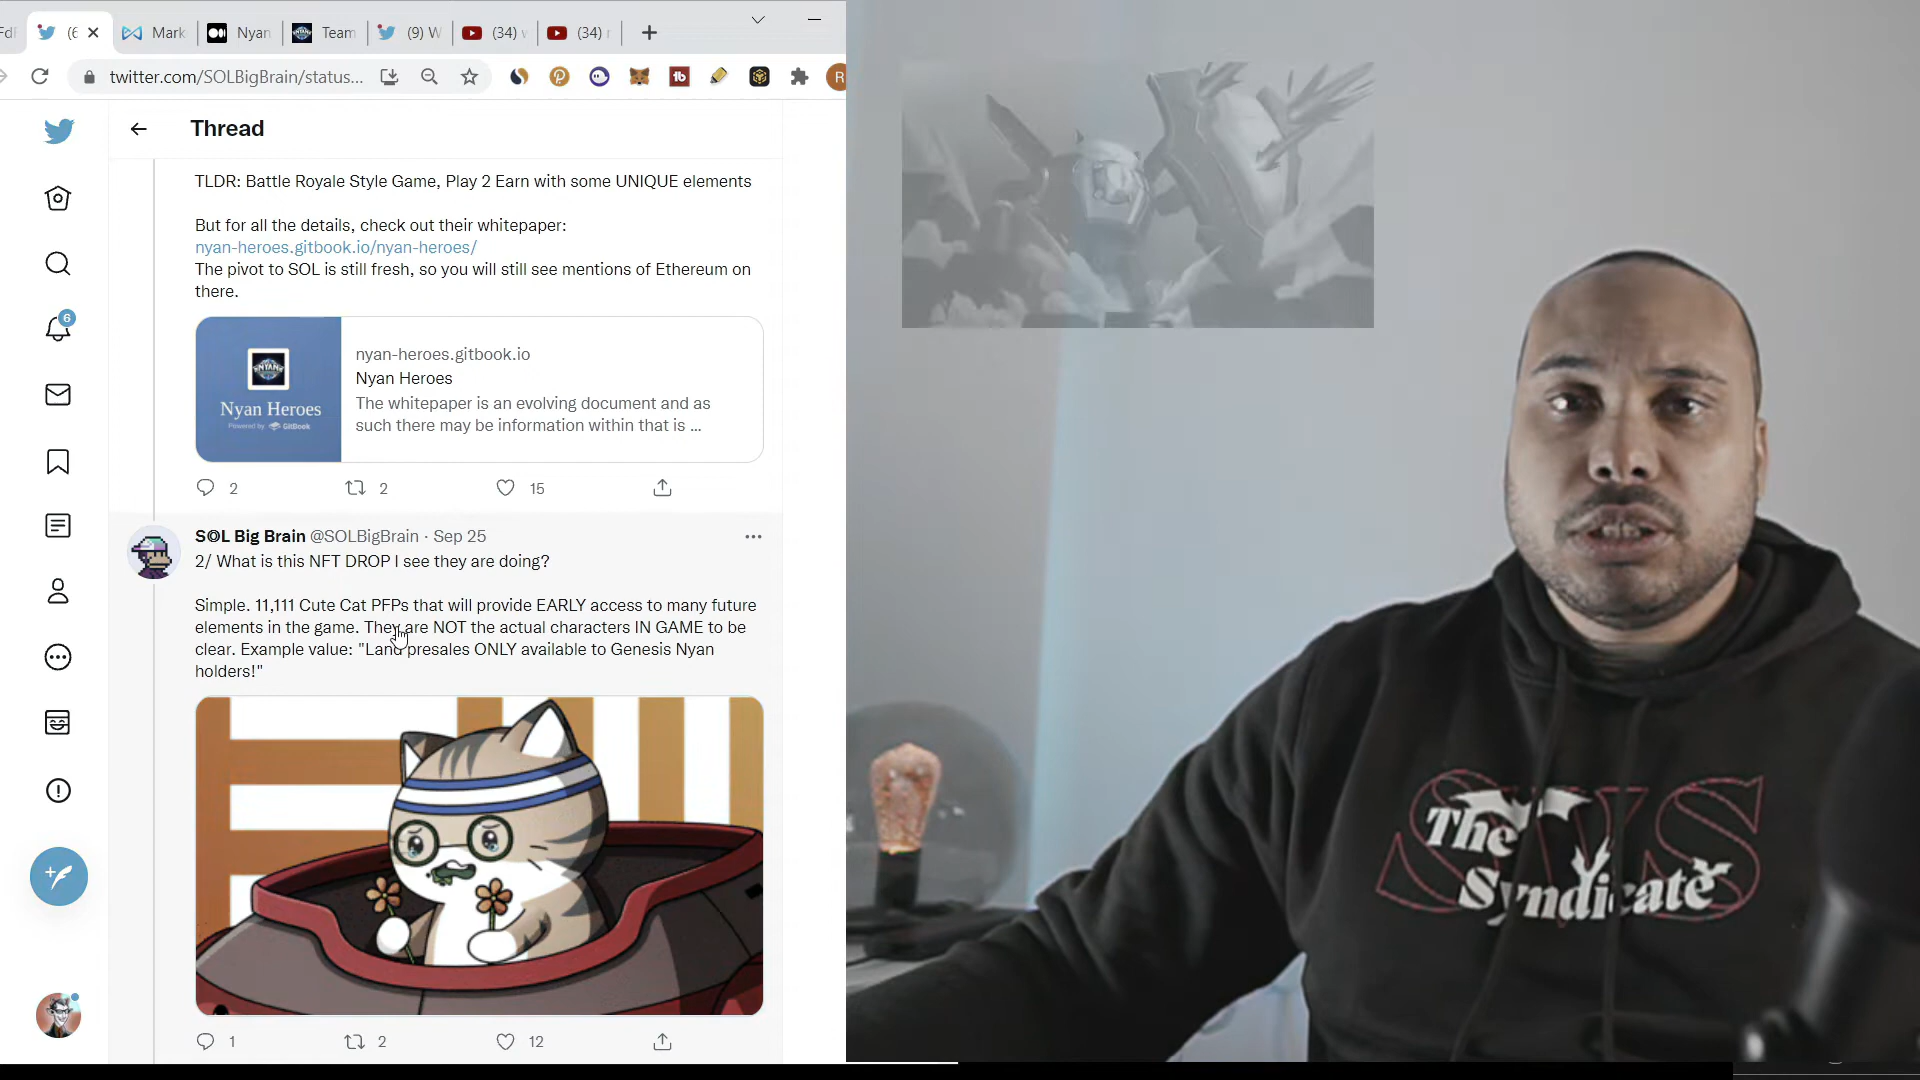 (6
Mark
Nyan
Team
(9) W
(34)
(34)
twitter.com/SOLBigBrain/status...
R
Thread
TLDR: Battle Royale Style Game, Play 2 Earn with some UNIQUE elements
But for all the details, check out their whitepaper:
nyan-heroes.gitbook.io/nyan-heroes/
The pivot to SOL is still fresh, so you will still see mentions of Ethereum on
there.
NYAN
Nyan Heroes
Powered by GitBook
nyan-heroes.gitbook.io
Nyan Heroes
The whitepaper is an evolving document and as
such there may be information within that is ...
2
2
15
6
S◎L Big Brain @SOLBigBrain · Sep 25
2/ What is this NFT DROP I see they are doing?
Simple. 11,111 Cute Cat PFPs that will provide EARLY access to many future
elements in the game. They are NOT the actual characters IN GAME to be
clear. Example value: "Land presales ONLY available to Genesis Nyan
holders!"
1
2
12
SVS
The
Syndicate